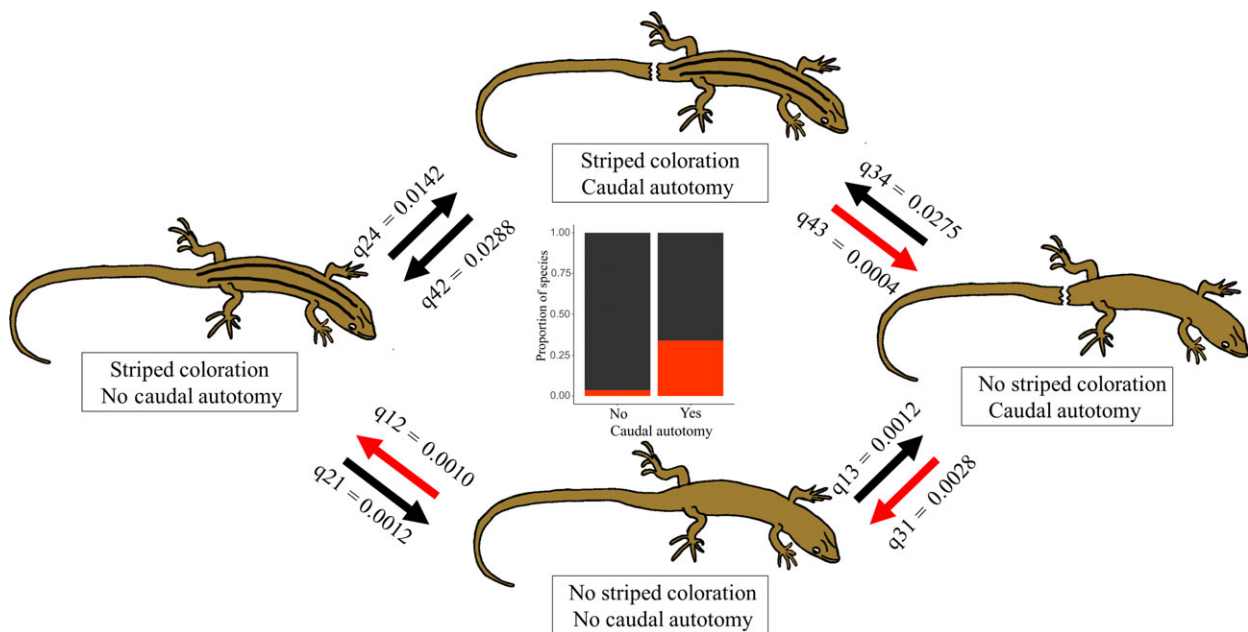 Striped coloration
Caudal autotomy
q24 = 0.0142
q42 = 0.0288
q34 = 0.0275
q43 = 0.0004
Striped coloration
No caudal autotomy
Proportion of species
1.00
0.75
0.50
0.25
0.00
No Yes
Caudal autotomy
No striped coloration
Caudal autotomy
q12 = 0.0010
q21 = 0.0012
q13 = 0.0012
q31 = 0.0028
No striped coloration
No caudal autotomy